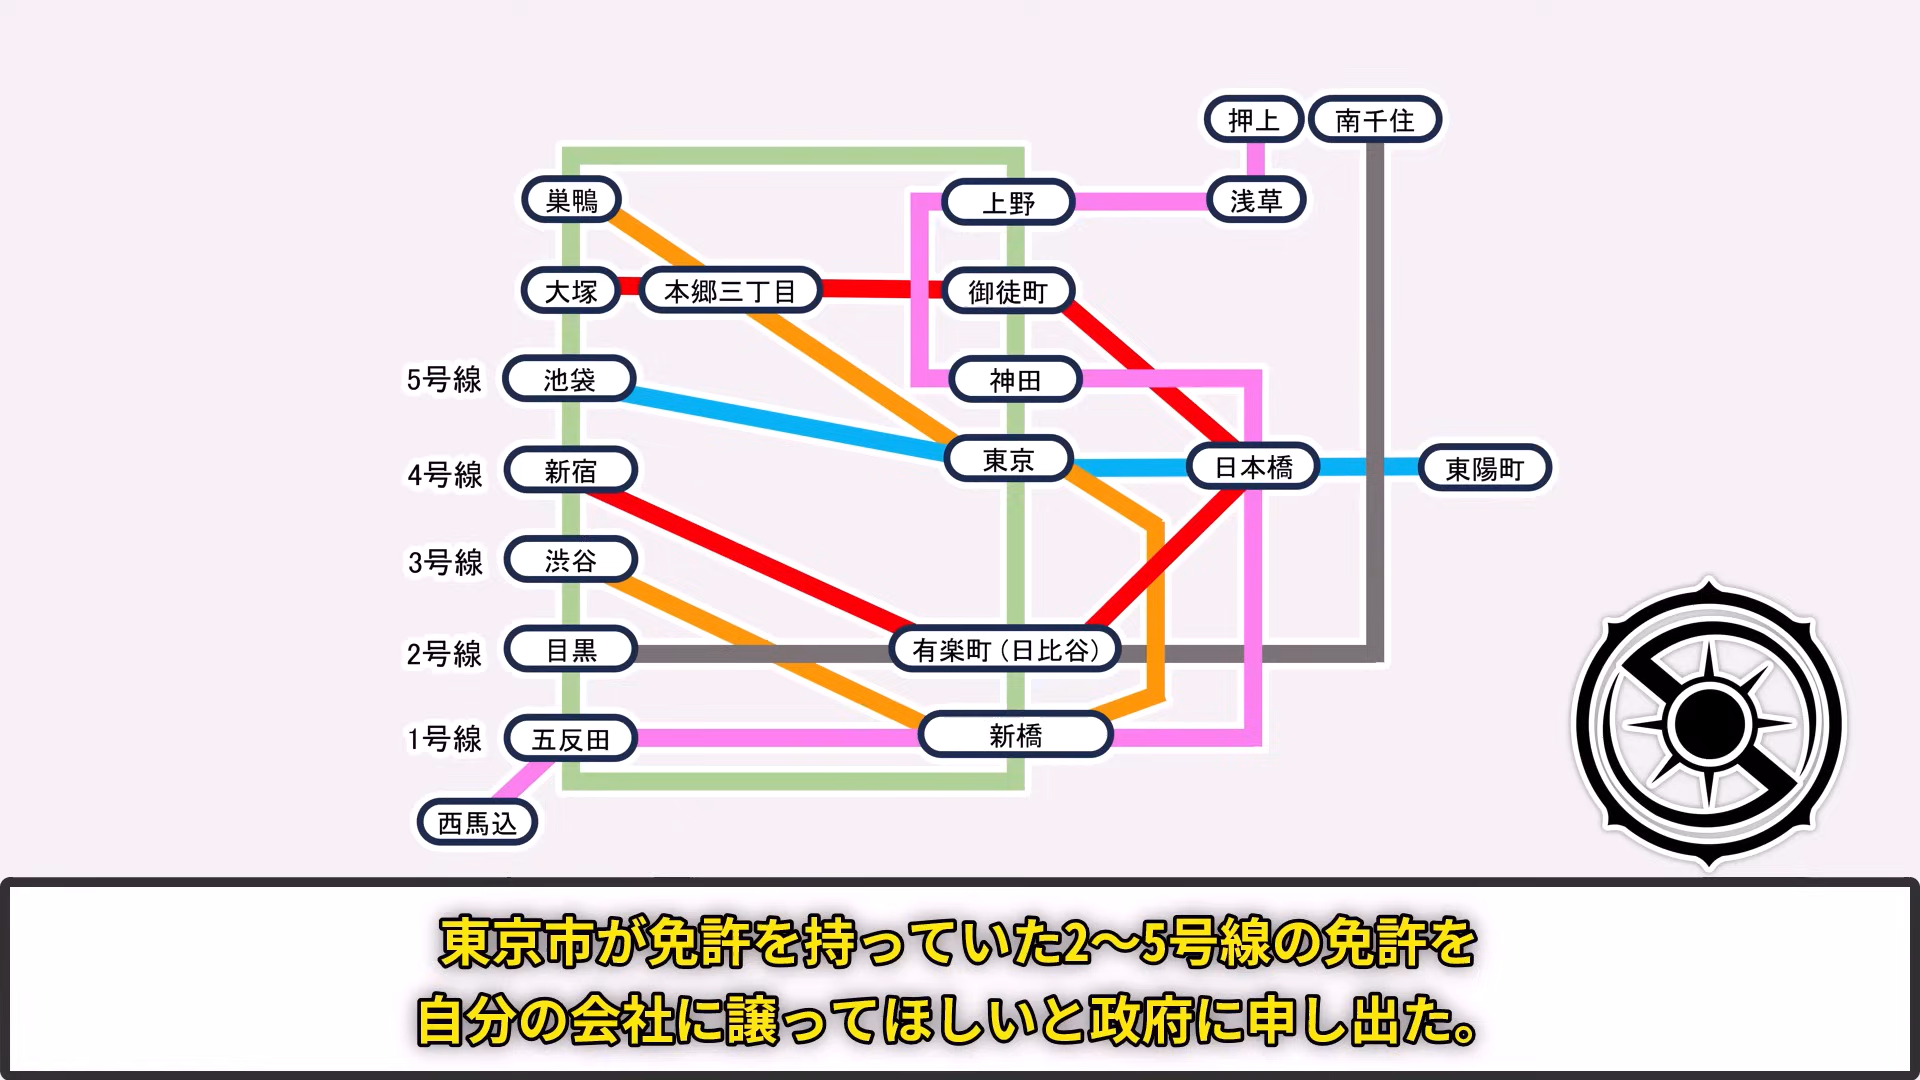 押上
南千住
巣鴨
上野
浅草
大塚
本郷三丁目
御徒町
5号線
池袋
神田
東京
日本橋
東陽町
4号線
新宿
3号線
渋谷
2号線
目黒
有楽町(日比谷)
1号線
五反田
新橋
西馬込
東京市が免許を持っていた2～5号線の免許を
自分の会社に譲ってほしいと政府に申し出た。